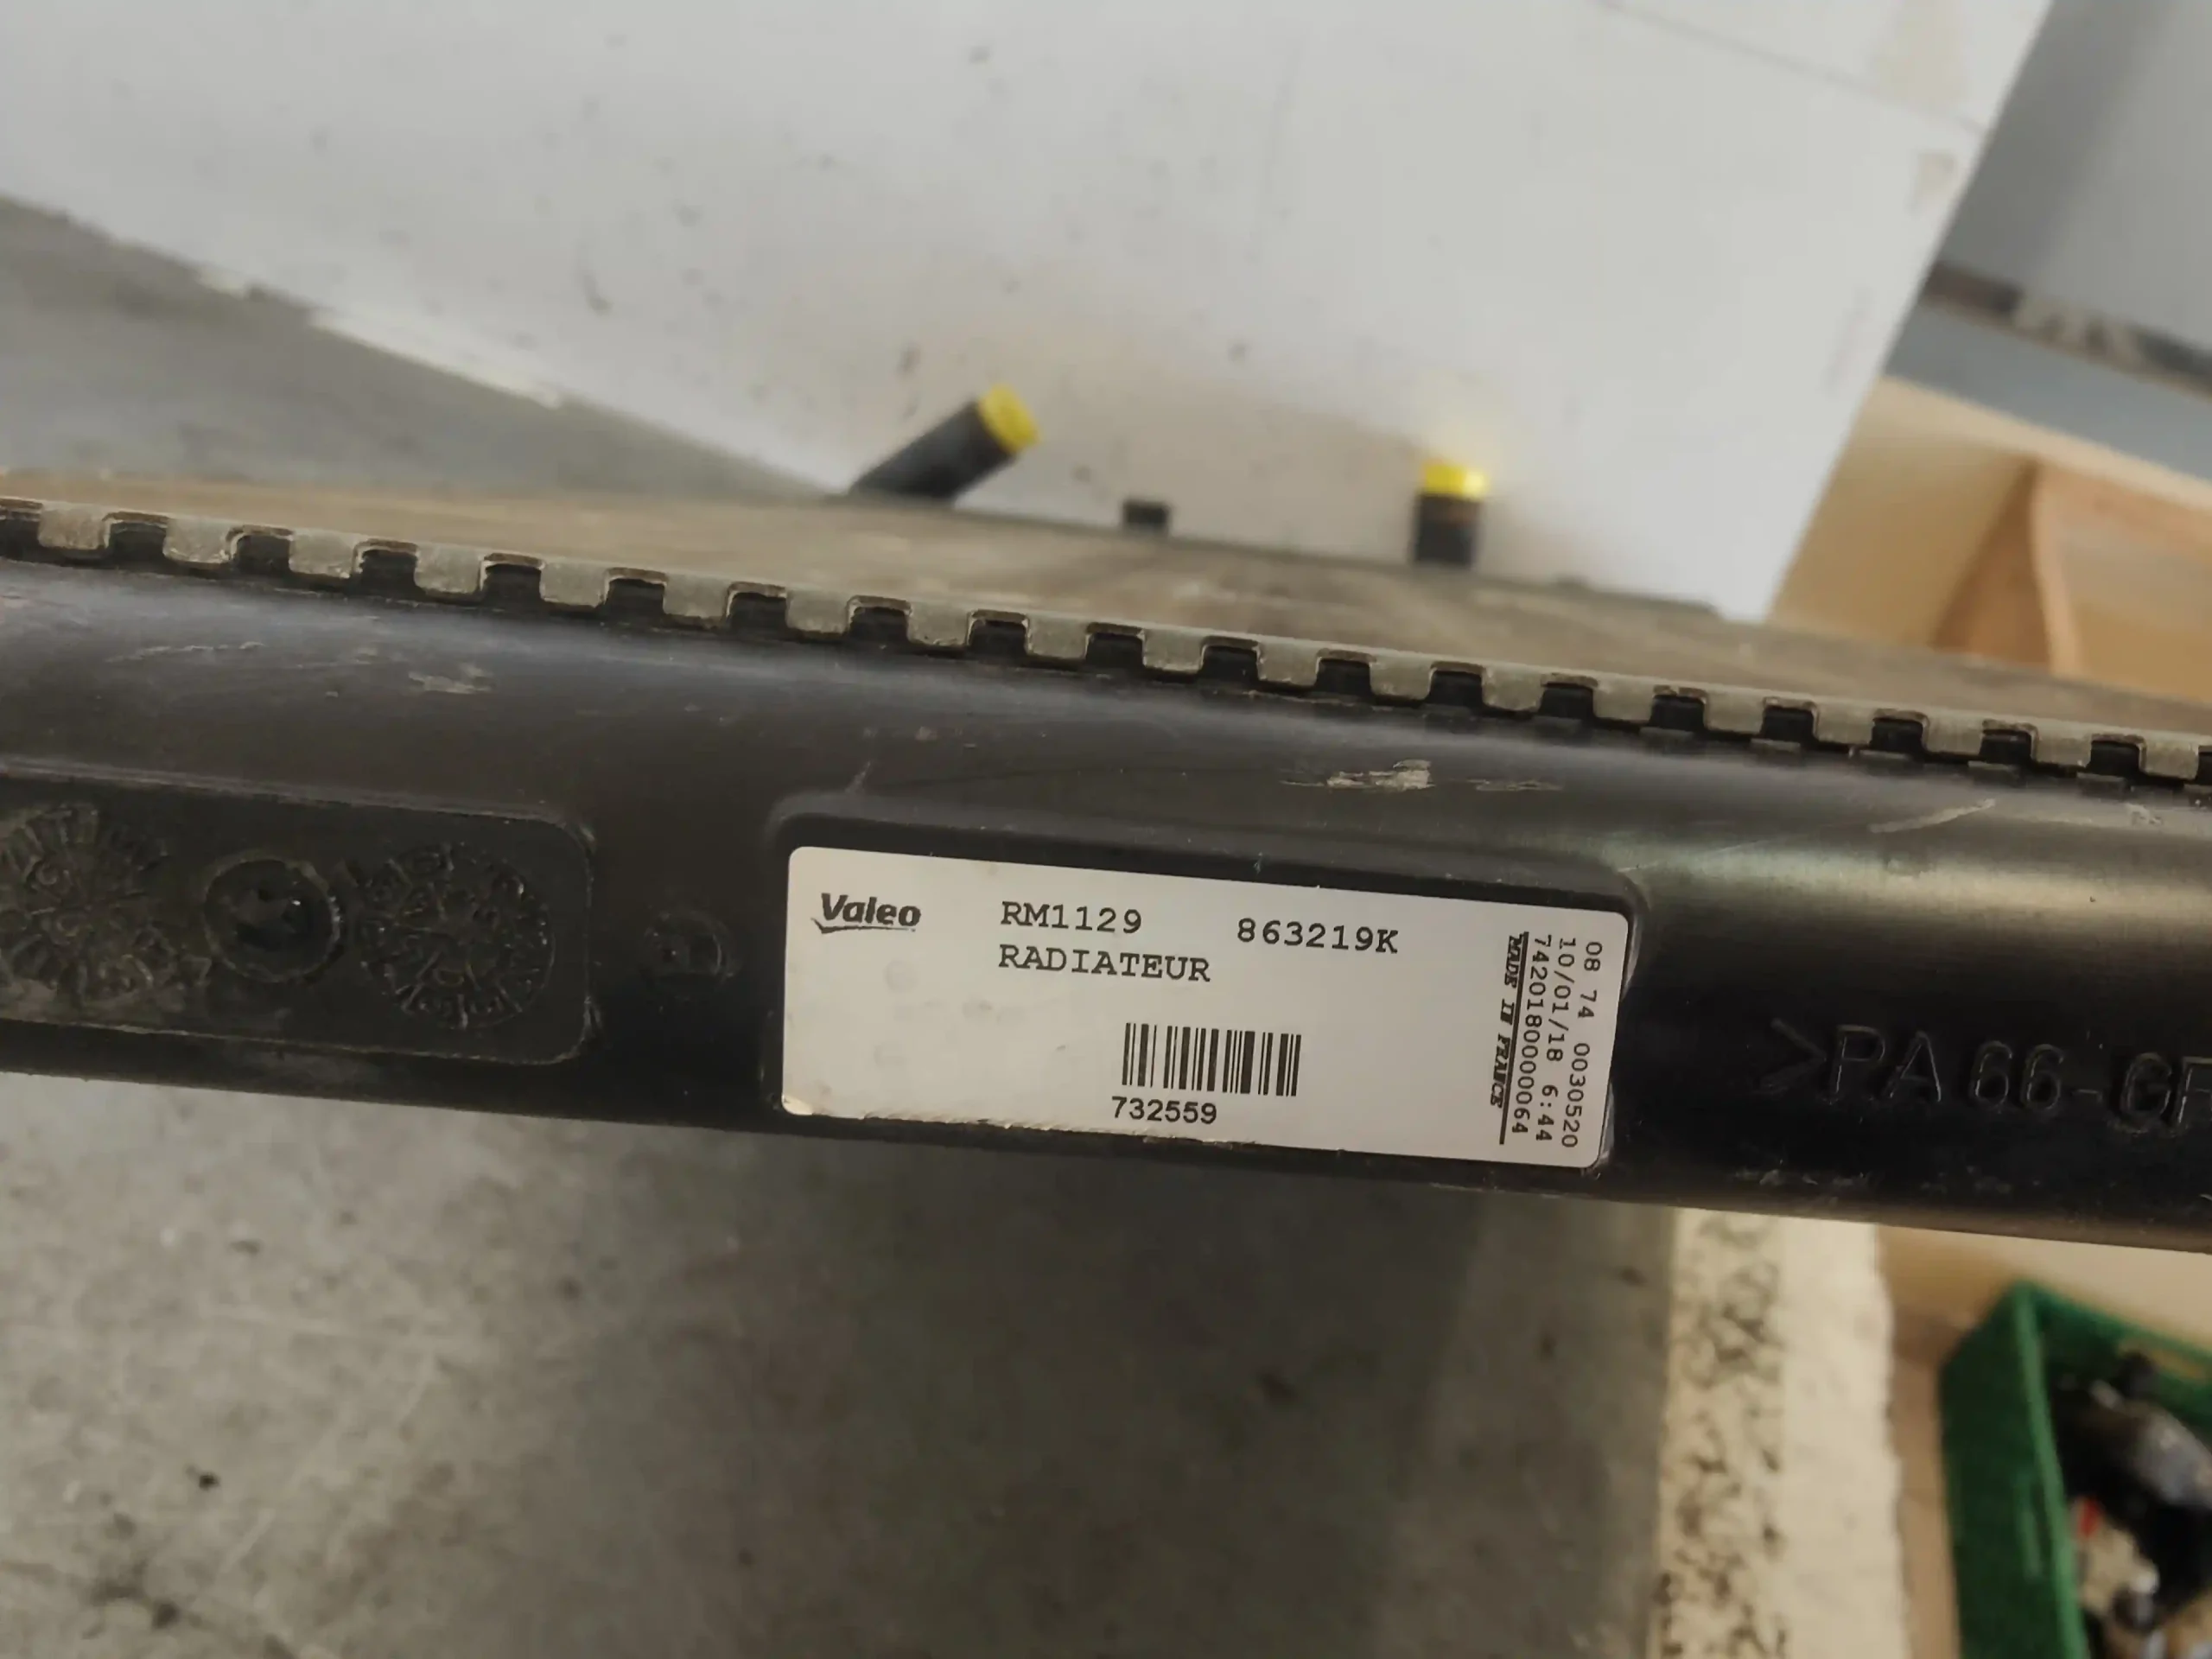 Valeo
RM1129 863219K
RADIATEUR
732559
08 74 0030520
10/01/18 6:44
74201800000064
MADE IN FRANCE
>PA 66-GF